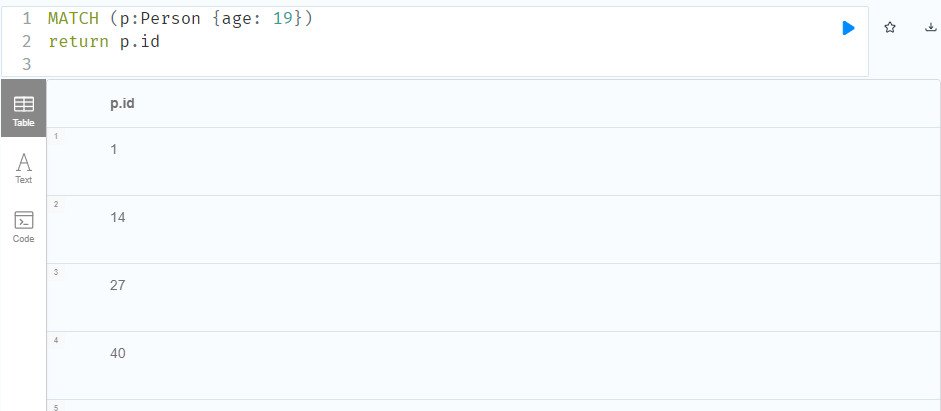 1 MATCH (p:Person {age: 19})
2 return p.id
3
Table
Text
Code
p.id
1
1
2
14
3
27
4
40
5